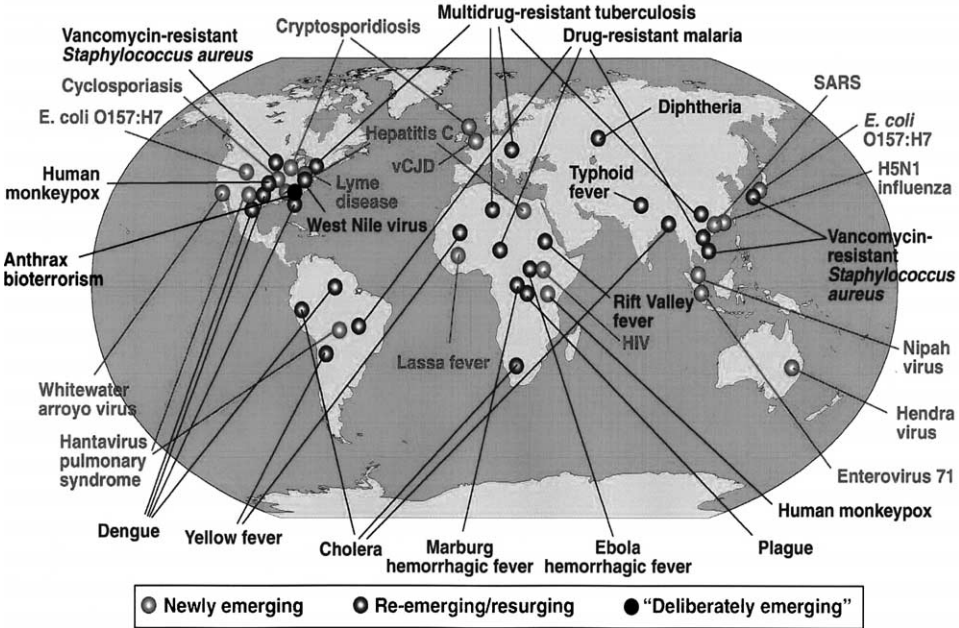 Multidrug-resistant tuberculosis
Cryptosporidiosis
Vancomycin-resistant
Staphylococcus aureus
Drug-resistant malaria
Cyclosporiasis
SARS
E. coli O157:H7
Diphtheria
E. coli
O157:H7
Hepatitis C
vCJD
H5N1
influenza
Human
monkeypox
Typhoid
fever
Lyme
disease
West Nile virus
Anthrax
bioterrorism
Vancomycin-
resistant
Staphylococcus
aureus
Rift Valley
fever
HIV
Lassa fever
Nipah
virus
Whitewater
arroyo virus
Hendra
virus
Hantavirus
pulmonary
syndrome
Enterovirus 71
Human monkeypox
Dengue
Yellow fever
Cholera
Marburg
hemorrhagic fever
Ebola
hemorrhagic fever
Plague
Newly emerging
Re-emerging/resurging
“Deliberately emerging”